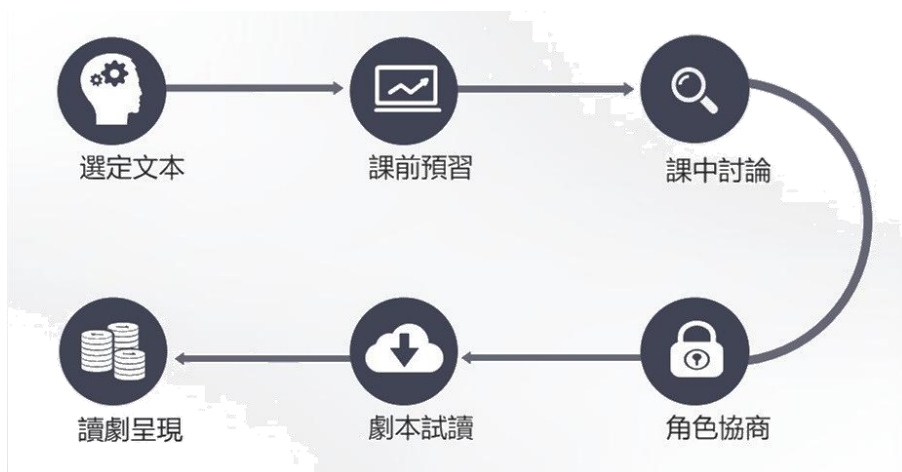 選定文本
課前預習
課中討論
角色協商
劇本試讀
讀劇呈現